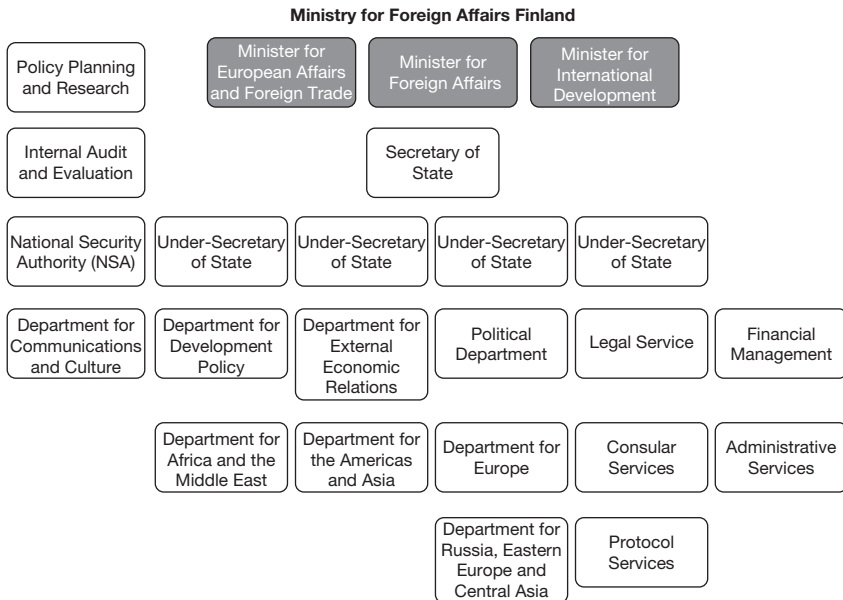 Ministry for Foreign Affairs Finland
Policy Planning
and Research
Minister for
European Affairs
and Foreign Trade
Minister for
Foreign Affairs
Minister for
International
Development
Internal Audit
and Evaluation
Secretary of
State
National Security
Authority (NSA)
Under-Secretary
of State
Under-Secretary
of State
Under-Secretary
of State
Under-Secretary
of State
Department for
Communications
and Culture
Department for
Development
Policy
Department for
External
Economic
Relations
Political
Department
Legal Service
Financial
Management
Department for
Africa and the
Middle East
Department for
the Americas
and Asia
Department for
Europe
Consular
Services
Administrative
Services
Department for
Russia, Eastern
Europe and
Central Asia
Protocol
Services